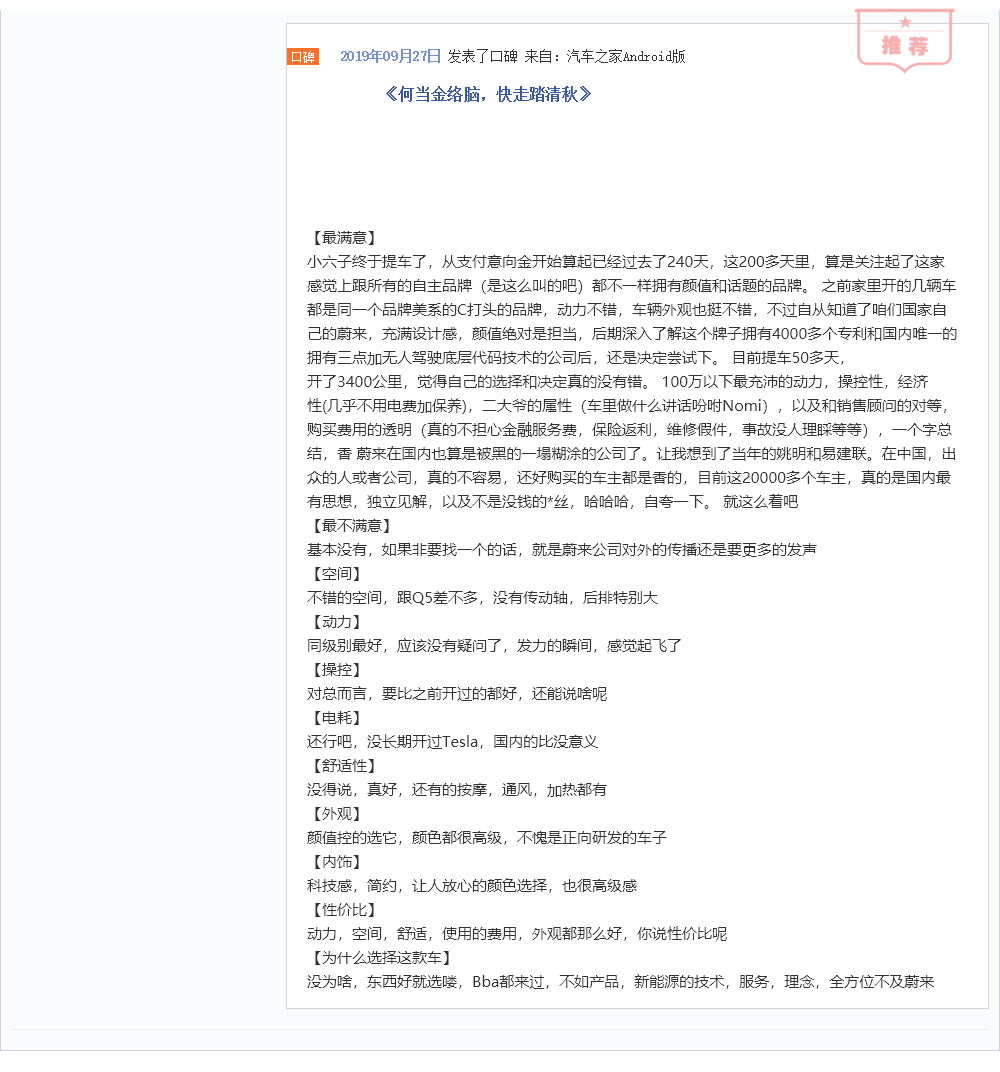 推荐
口碑 2019年09月27日 发表了口碑 来自：汽车之家Android版
《何当金络脑，快走踏清秋》
【最满意】
小六子终于提车了，从支付意向金开始算起已经过去了240天，这200多天里，算是关注起了这家
感觉上跟所有的自主品牌（是这么叫的吧）都不一样拥有颜值和话题的品牌。 之前家里开的几辆车
都是同一个品牌美系的C打头的品牌，动力不错，车辆外观也挺不错，不过自从知道了咱们国家自
己的蔚来，充满设计感，颜值绝对是担当，后期深入了解这个牌子拥有4000多个专利和国内唯一的
拥有三点加无人驾驶底层代码技术的公司后，还是决定尝试下。 目前提车50多天，
开了3400公里，觉得自己的选择和决定真的没有错。 100万以下最充沛的动力，操控性，经济
性(几乎不用电费加保养)，二大爷的属性（车里做什么讲话吩咐Nomi），以及和销售顾问的对等，
购买费用的透明（真的不担心金融服务费，保险返利，维修假件，事故没人理睬等等），一个字总
结，香 蔚来在国内也算是被黑的一塌糊涂的公司了。让我想到了当年的姚明和易建联。在中国，出
众的人或者公司，真的不容易，还好购买的车主都是香的，目前这20000多个车主，真的是国内最
有思想，独立见解，以及不是没钱的*丝，哈哈哈，自夸一下。 就这么着吧
【最不满意】
基本没有，如果非要找一个的话，就是蔚来公司对外的传播还是要更多的发声
【空间】
不错的空间，跟Q5差不多，没有传动轴，后排特别大
【动力】
同级别最好，应该没有疑问了，发力的瞬间，感觉起飞了
【操控】
对总而言，要比之前开过的都好，还能说啥呢
【电耗】
还行吧，没长期开过Tesla，国内的比没意义
【舒适性】
没得说，真好，还有的按摩，通风，加热都有
【外观】
颜值控的选它，颜色都很高级，不愧是正向研发的车子
【内饰】
科技感，简约，让人放心的颜色选择，也很高级感
【性价比】
动力，空间，舒适，使用的费用，外观都那么好，你说性价比呢
【为什么选择这款车】
没为啥，东西好就选喽，Bba都来过，不如产品，新能源的技术，服务，理念，全方位不及蔚来